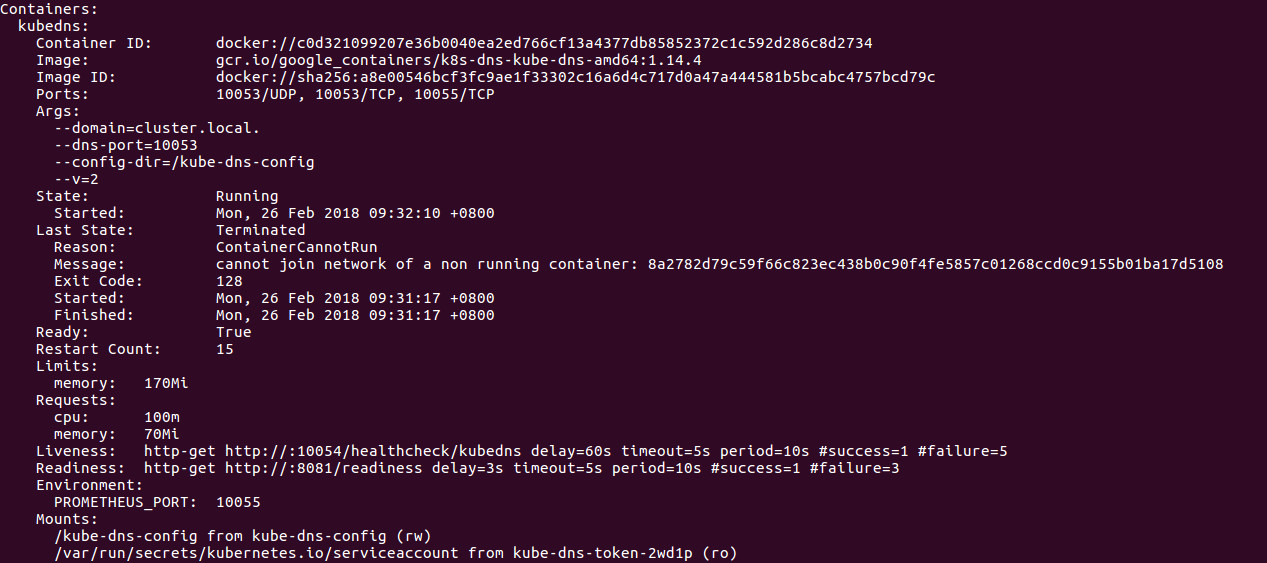 Containers:
  kubedns:
    Container ID:       docker://c0d321099207e36b0040ea2ed766cf13a4377db85852372c1c592d286c8d2734
    Image:              gcr.io/google_containers/k8s-dns-kube-dns-amd64:1.14.4
    Image ID:           docker://sha256:a8e00546bcf3fc9ae1f33302c16a6d4c717d0a47a444581b5bcabc4757bcd79c
    Ports:              10053/UDP, 10053/TCP, 10055/TCP
    Args:
      --domain=cluster.local.
      --dns-port=10053
      --config-dir=/kube-dns-config
      --v=2
    State:              Running
      Started:          Mon, 26 Feb 2018 09:32:10 +0800
    Last State:         Terminated
      Reason:           ContainerCannotRun
      Message:          cannot join network of a non running container: 8a2782d79c59f66c823ec438b0c90f4fe5857c01268ccd0c9155b01ba17d5108
      Exit Code:        128
      Started:          Mon, 26 Feb 2018 09:31:17 +0800
      Finished:         Mon, 26 Feb 2018 09:31:17 +0800
    Ready:              True
    Restart Count:      15
    Limits:
      memory:   170Mi
    Requests:
      cpu:      100m
      memory:   70Mi
    Liveness:   http-get http://:10054/healthcheck/kubedns delay=60s timeout=5s period=10s #success=1 #failure=5
    Readiness:  http-get http://:8081/readiness delay=3s timeout=5s period=10s #success=1 #failure=3
    Environment:
      PROMETHEUS_PORT:  10055
    Mounts:
      /kube-dns-config from kube-dns-config (rw)
      /var/run/secrets/kubernetes.io/serviceaccount from kube-dns-token-2wd1p (ro)